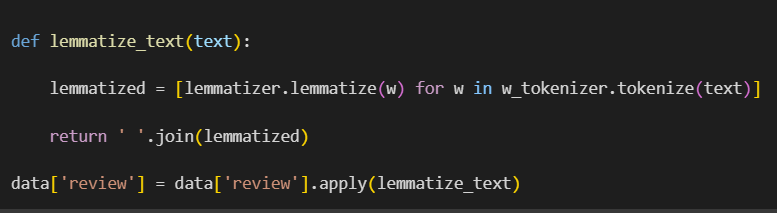 def lemmatize_text(text):
    lemmatized = [lemmatizer.lemmatize(w) for w in w_tokenizer.tokenize(text)]
    return ' '.join(lemmatized)
data['review'] = data['review'].apply(lemmatize_text)